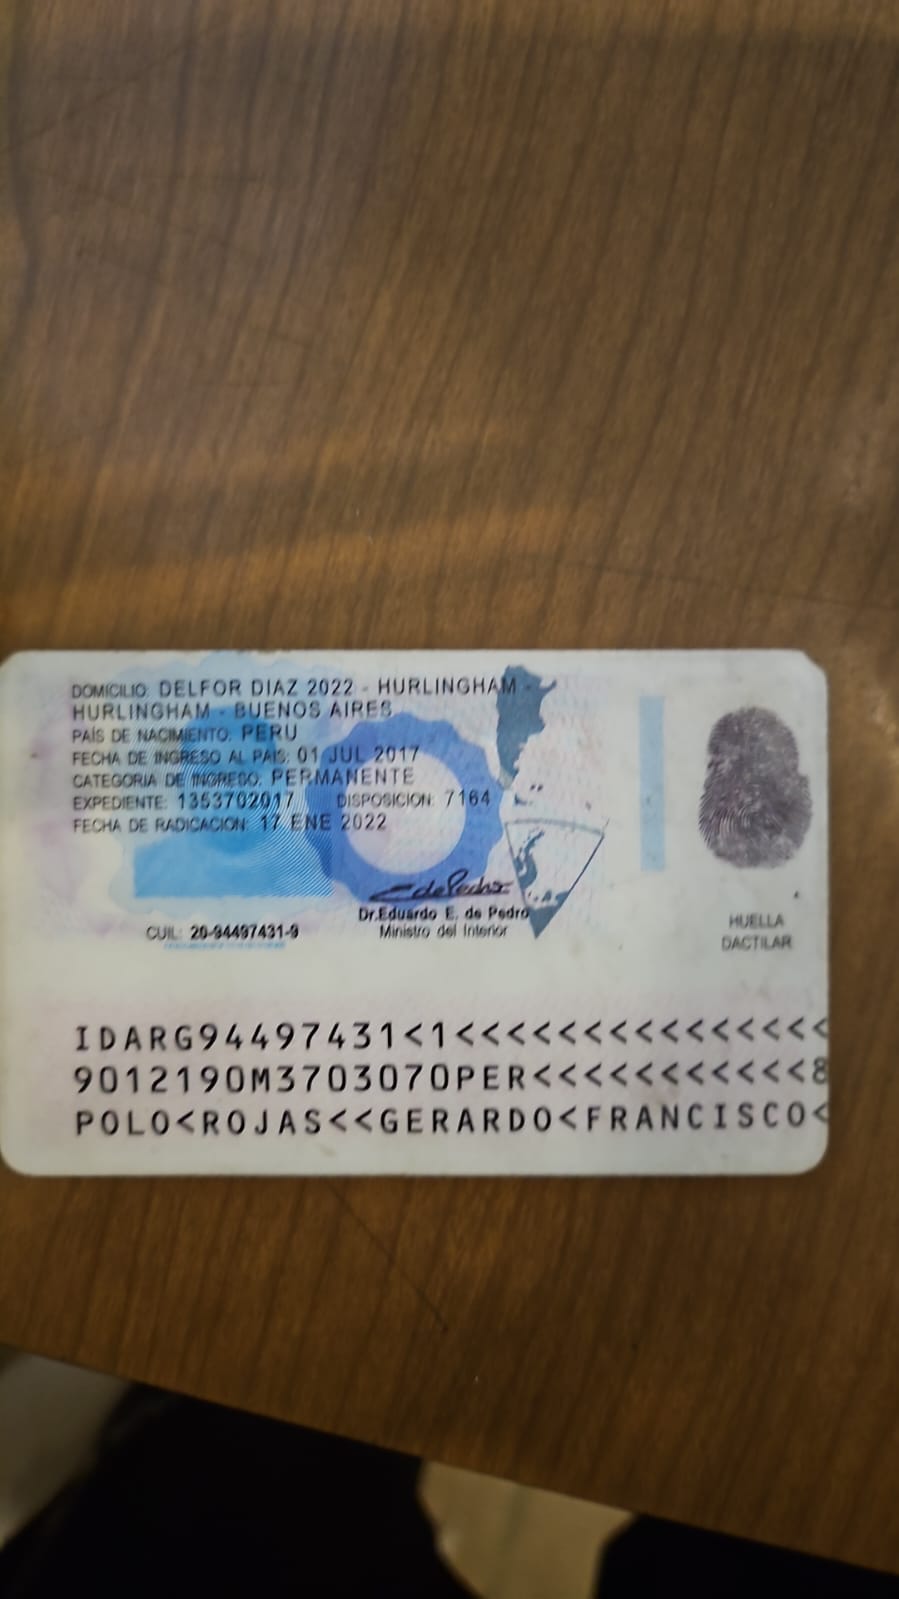 DOMICILIO: DELFOR DIAZ 2022 - HURLINGHAM -
HURLINGHAM - BUENOS AIRES
PAÍS DE NACIMIENTO: PERU
FECHA DE INGRESO AL PAIS: 01 JUL 2017
CATEGORIA DE INGRESO: PERMANENTE
EXPEDIENTE: 1353702017 DISPOSICION: 7164
FECHA DE RADICACION: 17 ENE 2022
Dr.Eduardo E. de Pedro
Ministro del Interior
CUIL: 20-94497431-9
HUELLA
DACTILAR
IDARG94497431<1<<<<<<<<<<<<<<<
9012190M3703070PER<<<<<<<<<<<8
POLO<ROJAS<<GERARDO<FRANCISCO<